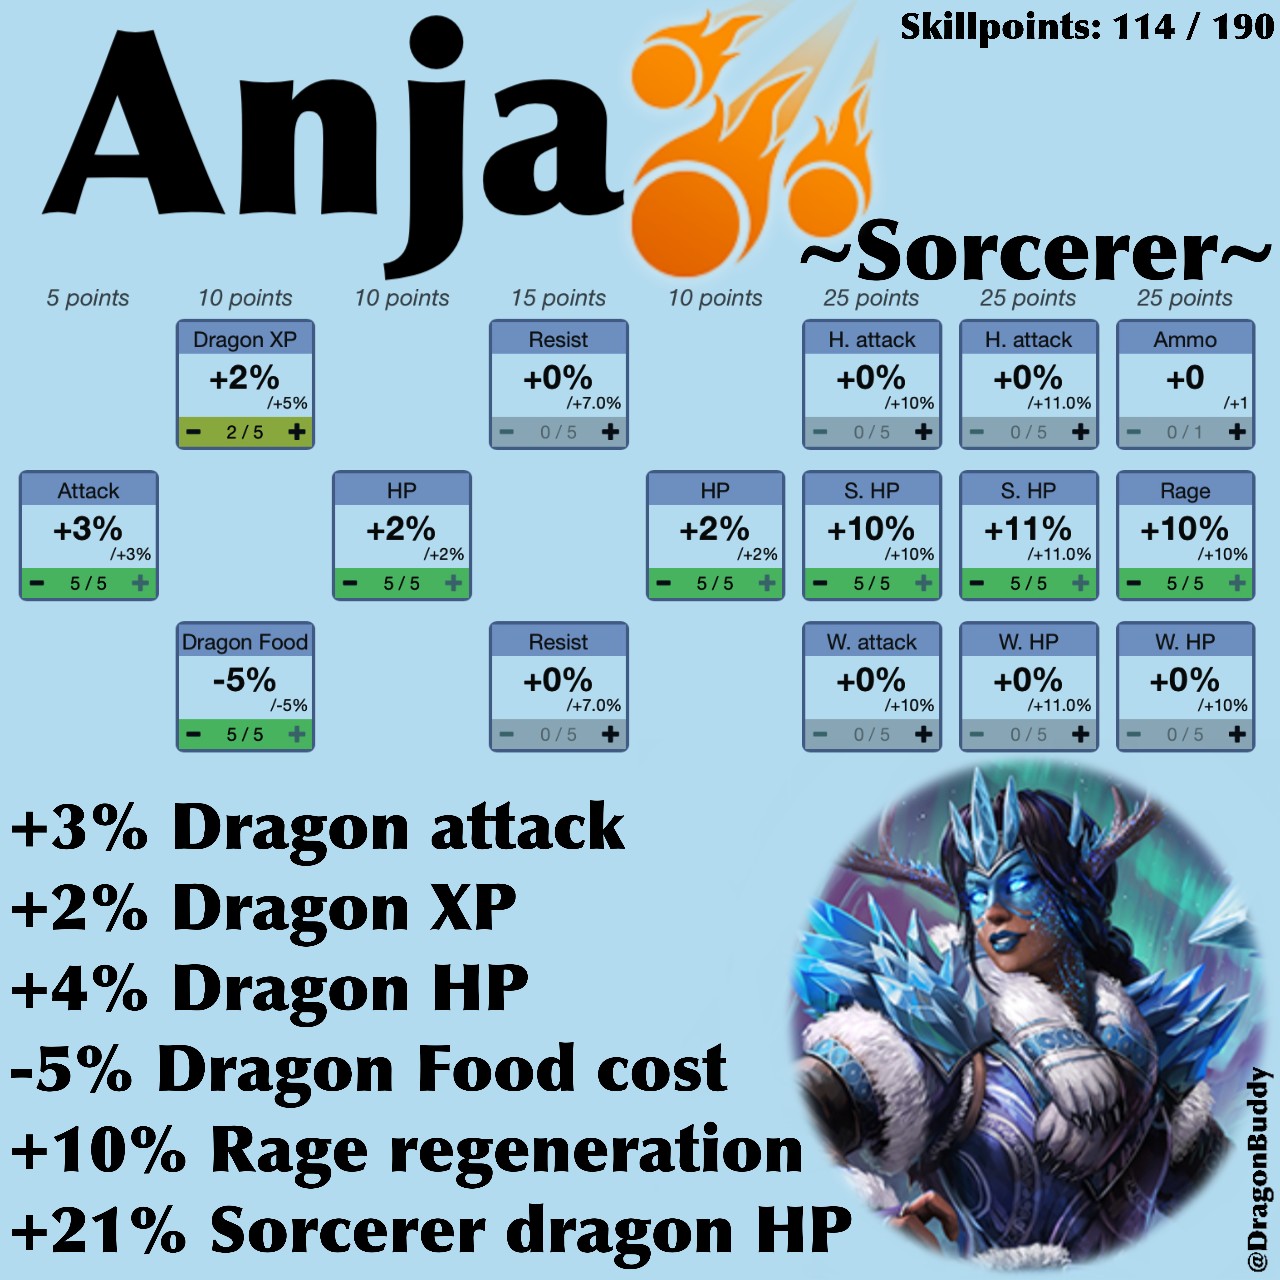 Skillpoints: 114 / 190
Anja
~Sorcerer~
5 points 10 points 10 points 15 points 10 points 25 points 25 points 25 points
Dragon XP Resist H. attack H. attack Ammo
+2% +0% +0% +0% +0
/+5% /+7.0% /+10% /+11.0% /+1
− 2 / 5 + − 0 / 5 + − 0 / 5 + − 0 / 5 + − 0 / 1 +
Attack HP HP S. HP S. HP Rage
+3% +2% +2% +10% +11% +10%
/+3% /+2% /+2% /+10% /+11.0% /+10%
− 5 / 5 + − 5 / 5 + − 5 / 5 + − 5 / 5 + − 5 / 5 + − 5 / 5 +
Dragon Food Resist W. attack W. HP W. HP
-5% +0% +0% +0% +0%
/-5% /+7.0% /+10% /+11.0% /+10%
− 5 / 5 + − 0 / 5 + − 0 / 5 + − 0 / 5 + − 0 / 5 +
+3% Dragon attack
+2% Dragon XP
+4% Dragon HP
-5% Dragon Food cost
+10% Rage regeneration
+21% Sorcerer dragon HP
@DragonBuddy